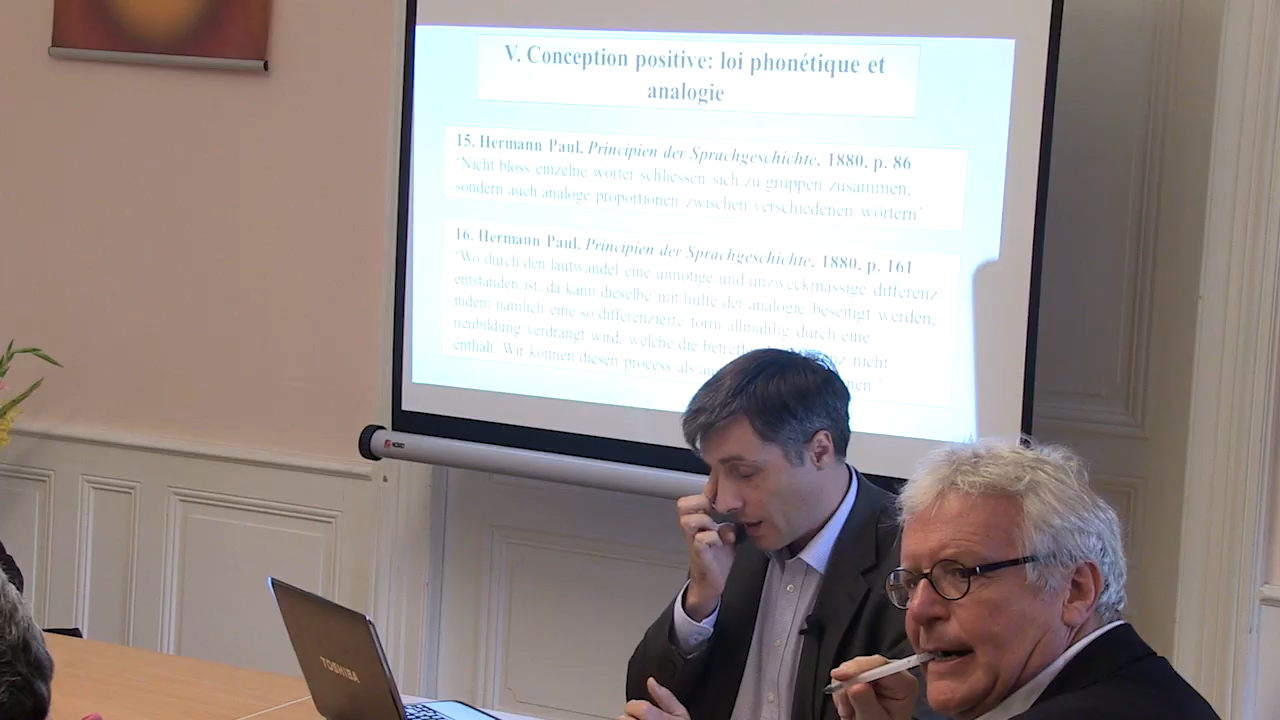 V. Conception positive: loi phonétique et
analogie
15. Hermann Paul, Principien der Sprachgeschichte, 1880, p. 86
'Nicht bloss einzelne wörter schliessen sich zu gruppen zusammen,
sondern auch analoge proportionen zwischen verschiedenen wörtern'
16. Hermann Paul, Principien der Sprachgeschichte, 1880, p. 161
'Wo durch den lautwandel eine unnötige und unzweckmässige differenz
entstanden ist, da kann dieselbe mit hülfe der analogie beseitigt werden,
indem nämlich eine so differenzierte form allmählig durch eine
neubildung verdrängt wird, welche die nicht
enthält. Wir können diesen process als
TOSHIBA